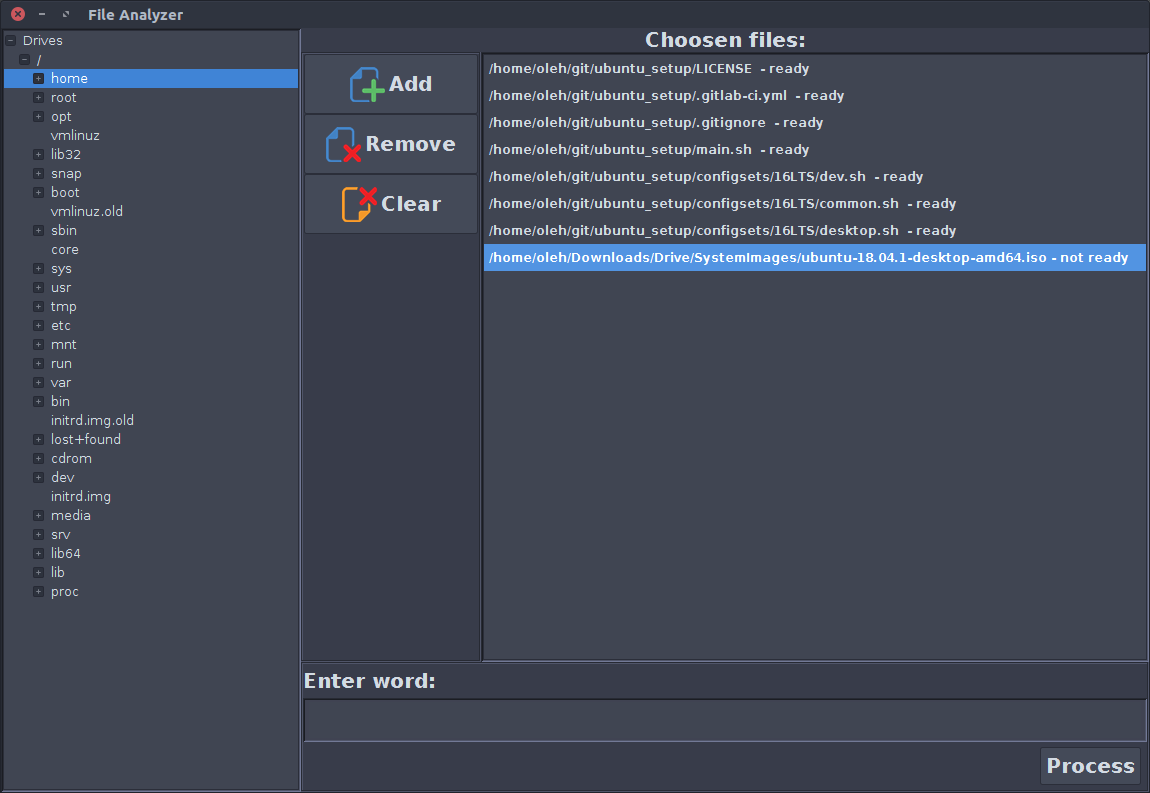 File Analyzer
Drives
/
home
root
opt
vmlinuz
lib32
snap
boot
vmlinuz.old
sbin
core
sys
usr
tmp
etc
mnt
run
var
bin
initrd.img.old
lost+found
cdrom
dev
initrd.img
media
srv
lib64
lib
proc
Add
Remove
Clear
Choosen files:
/home/oleh/git/ubuntu_setup/LICENSE - ready
/home/oleh/git/ubuntu_setup/.gitlab-ci.yml - ready
/home/oleh/git/ubuntu_setup/.gitignore - ready
/home/oleh/git/ubuntu_setup/main.sh - ready
/home/oleh/git/ubuntu_setup/configsets/16LTS/dev.sh - ready
/home/oleh/git/ubuntu_setup/configsets/16LTS/common.sh - ready
/home/oleh/git/ubuntu_setup/configsets/16LTS/desktop.sh - ready
/home/oleh/Downloads/Drive/SystemImages/ubuntu-18.04.1-desktop-amd64.iso - not ready
Enter word:
Process